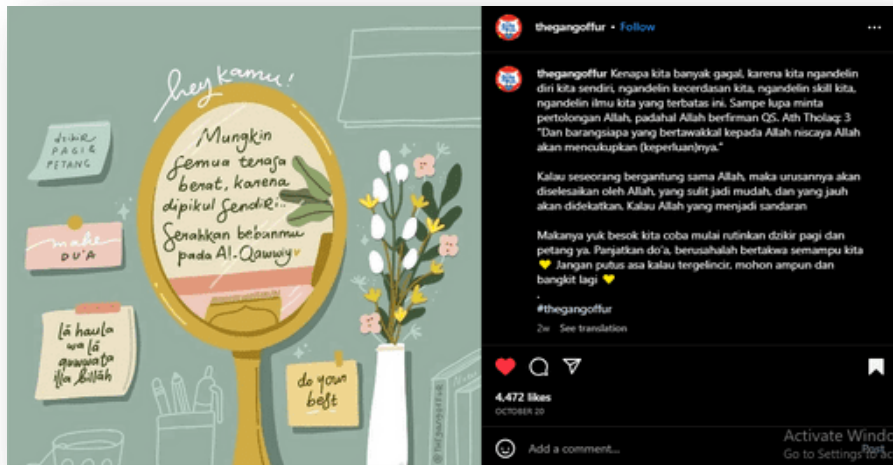 hey kamu!
Mungkin
semua terasa
berat, karena
dipikul sendiri..
Serahkan bebanmu
pada Al-Qawwiy
dzikir
PAGI &
PETANG
make
DU'A
lā haula
wa lā
quwwata
illa billāh
do your
best
@THEGANGOFFUR
thegangoffur • Follow
thegangoffur Kenapa kita banyak gagal, karena kita ngandelin
diri kita sendiri, ngandelin kecerdasan kita, ngandelin skill kita,
ngandelin ilmu kita yang terbatas ini. Sampe lupa minta
pertolongan Allah, padahal Allah berfirman QS. Ath Tholaq: 3
"Dan barangsiapa yang bertawakkal kepada Allah niscaya Allah
akan mencukupkan (keperluan)nya."
Kalau seseorang bergantung sama Allah, maka urusannya akan
diselesaikan oleh Allah, yang sulit jadi mudah, dan yang jauh
akan didekatkan. Kalau Allah yang menjadi sandaran
Makanya yuk besok kita coba mulai rutinkan dzikir pagi dan
petang ya. Panjatkan do'a, berusahalah bertakwa semampu kita
💛 Jangan putus asa kalau tergelincir, mohon ampun dan
bangkit lagi 💛
.
#thegangoffur
2w See translation
4,472 likes
OCTOBER 20
Add a comment...
Post
Activate Windo
Go to Settings to ac